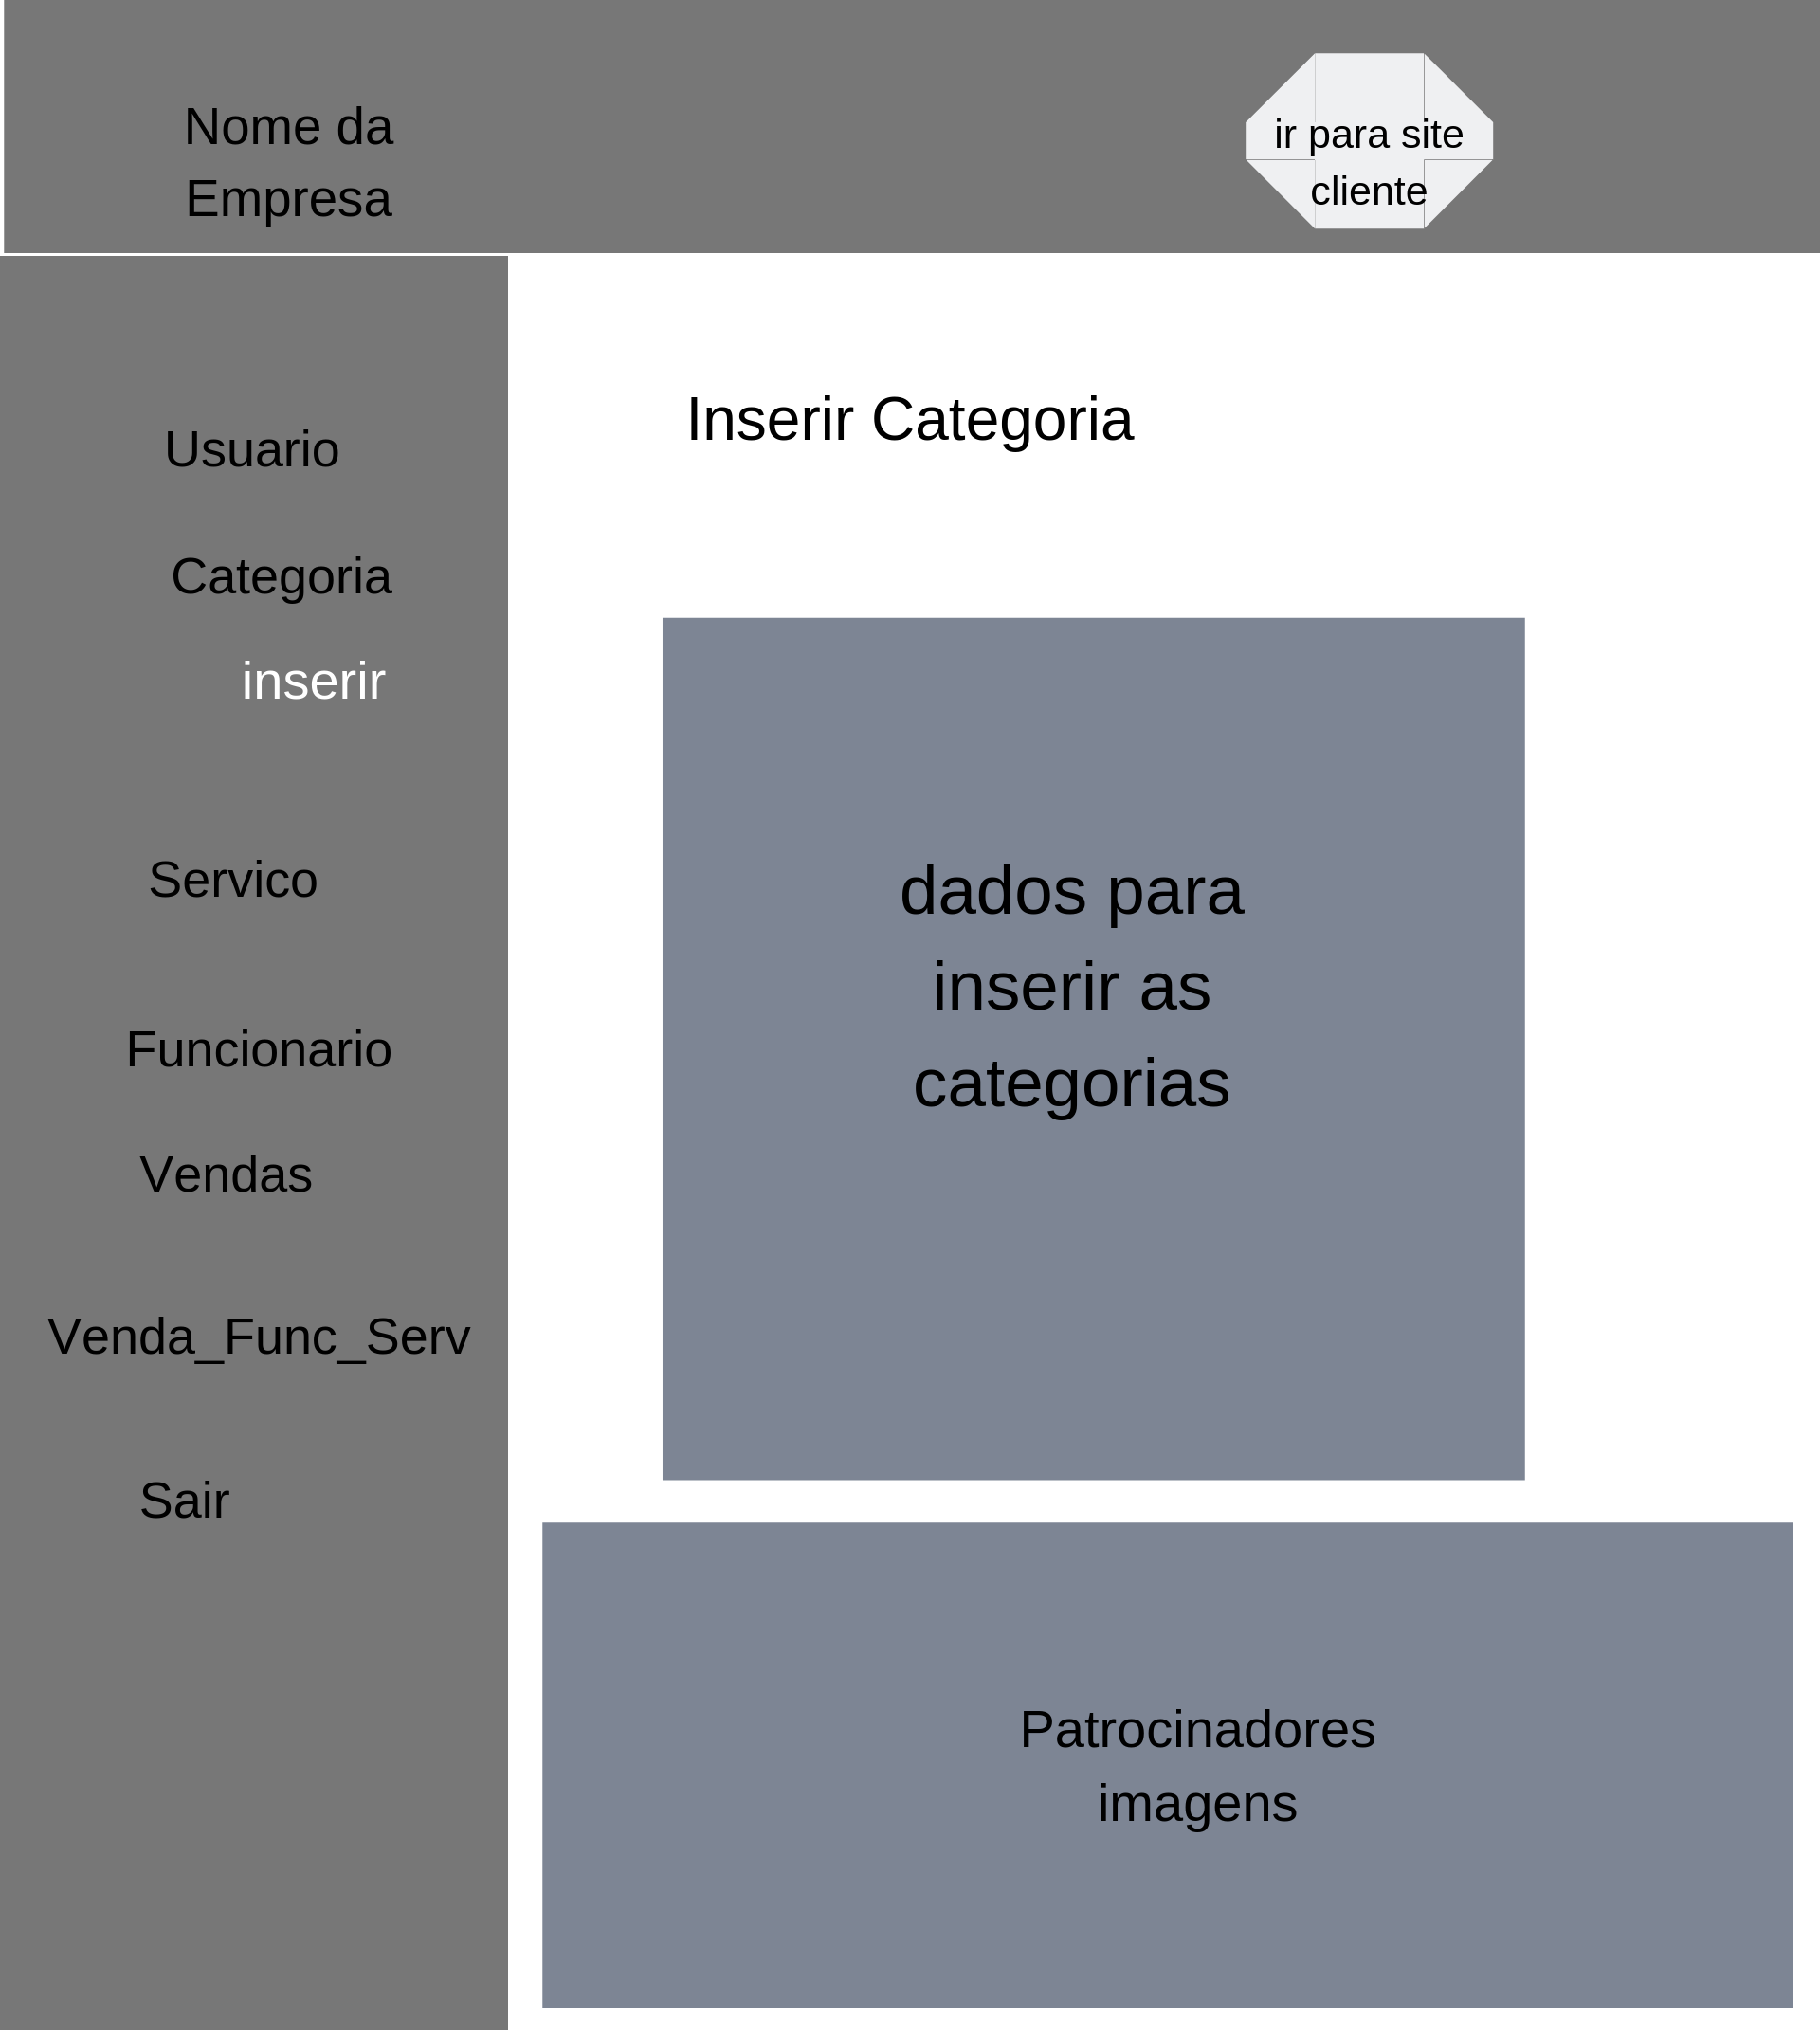 Nome da
Empresa
ir para site
cliente
Usuario
Categoria
inserir
Servico
Funcionario
Vendas
Venda_Func_Serv
Sair
Inserir Categoria
dados para
inserir as
categorias
Patrocinadores
imagens